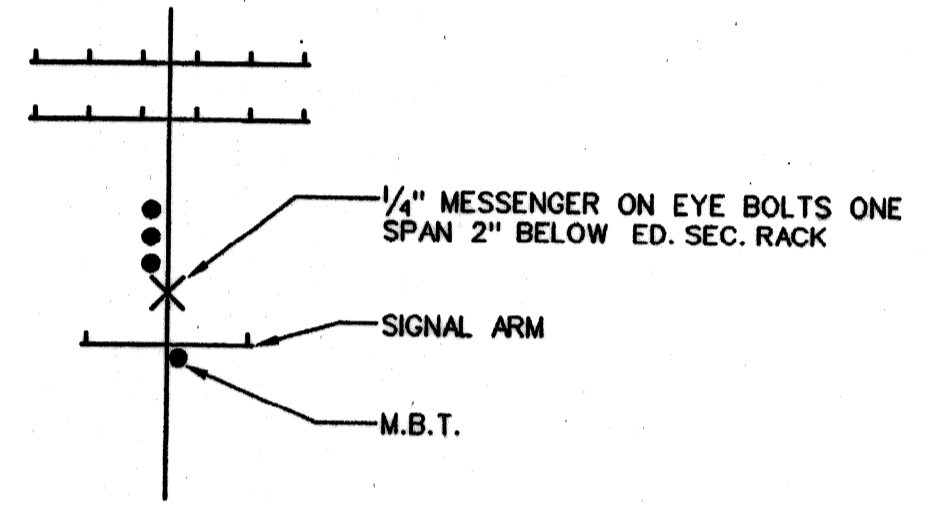 1/4" MESSENGER ON EYE BOLTS ONE
SPAN 2" BELOW ED. SEC. RACK
SIGNAL ARM
M.B.T.